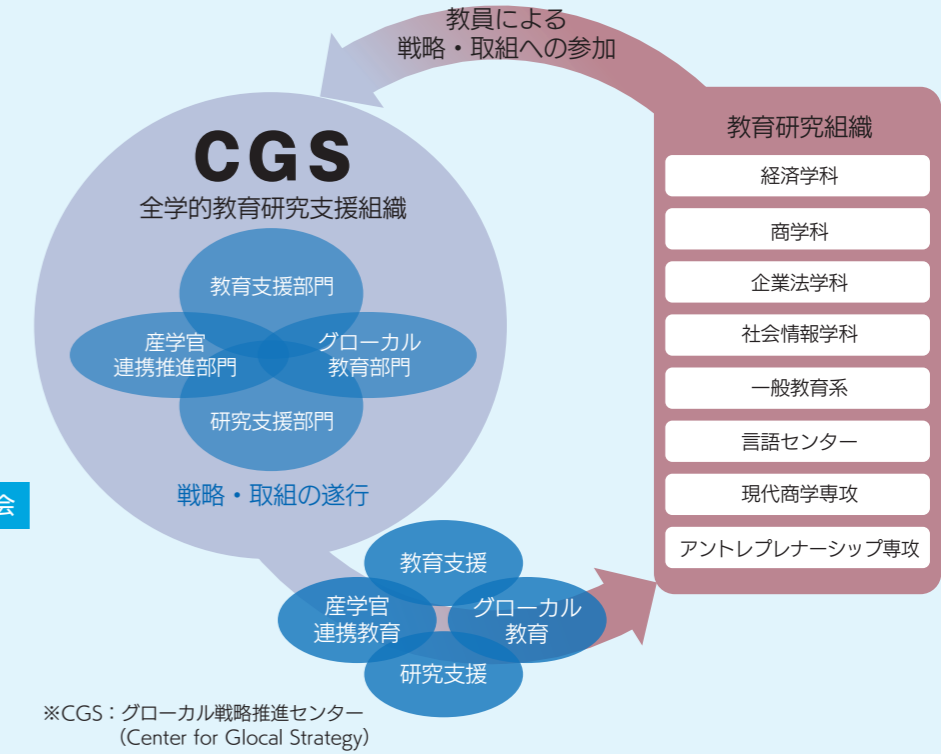 教員による
戦略・取組への参加
CGS
全学的教育研究支援組織
教育支援部門
産学官
連携推進部門
グローカル
教育部門
研究支援部門
戦略・取組の遂行
会
教育支援
産学官
連携教育
グローカル
教育
研究支援
教育研究組織
経済学科
商学科
企業法学科
社会情報学科
一般教育系
言語センター
現代商学専攻
アントレプレナーシップ専攻
※CGS：グローカル戦略推進センター
（Center for Glocal Strategy）